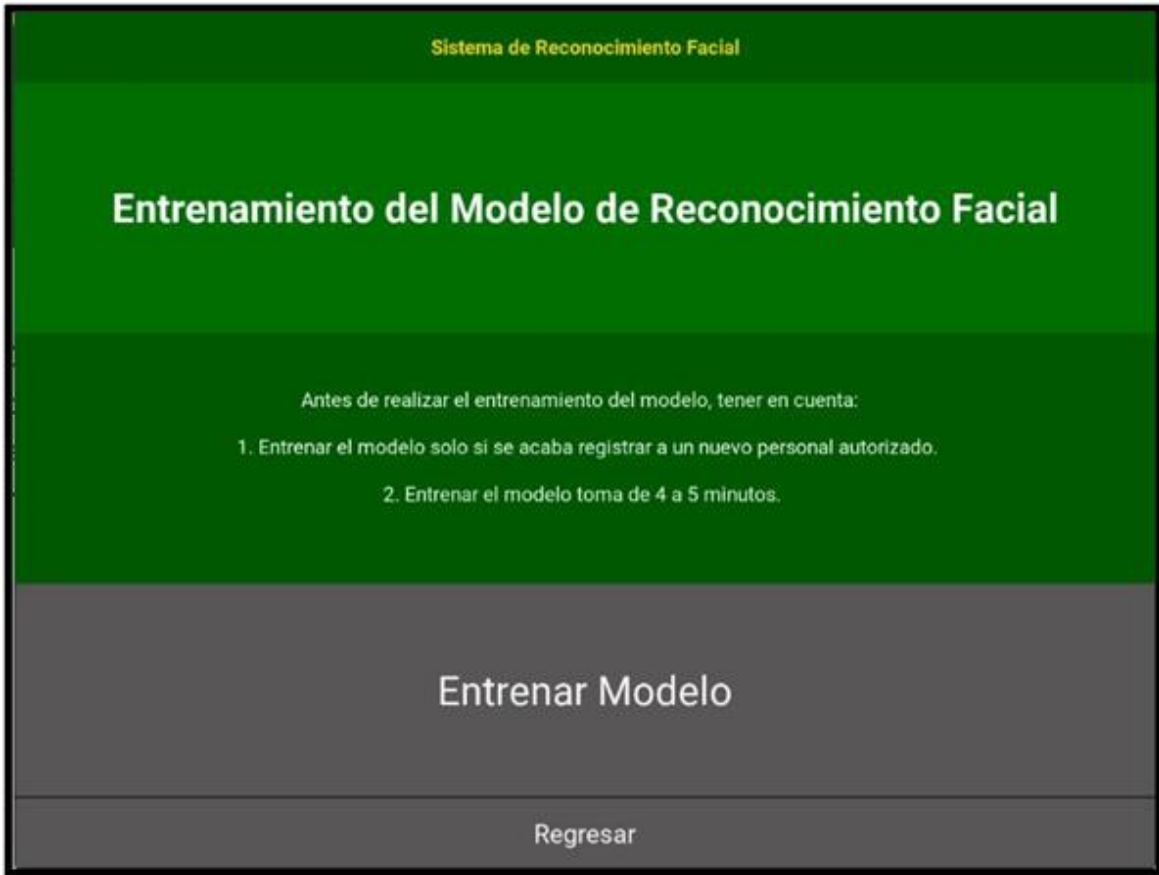 Sistema de Reconocimiento Facial
Entrenamiento del Modelo de Reconocimiento Facial
Antes de realizar el entrenamiento del modelo, tener en cuenta:
1. Entrenar el modelo solo si se acaba registrar a un nuevo personal autorizado.
2. Entrenar el modelo toma de 4 a 5 minutos.
Entrenar Modelo
Regresar